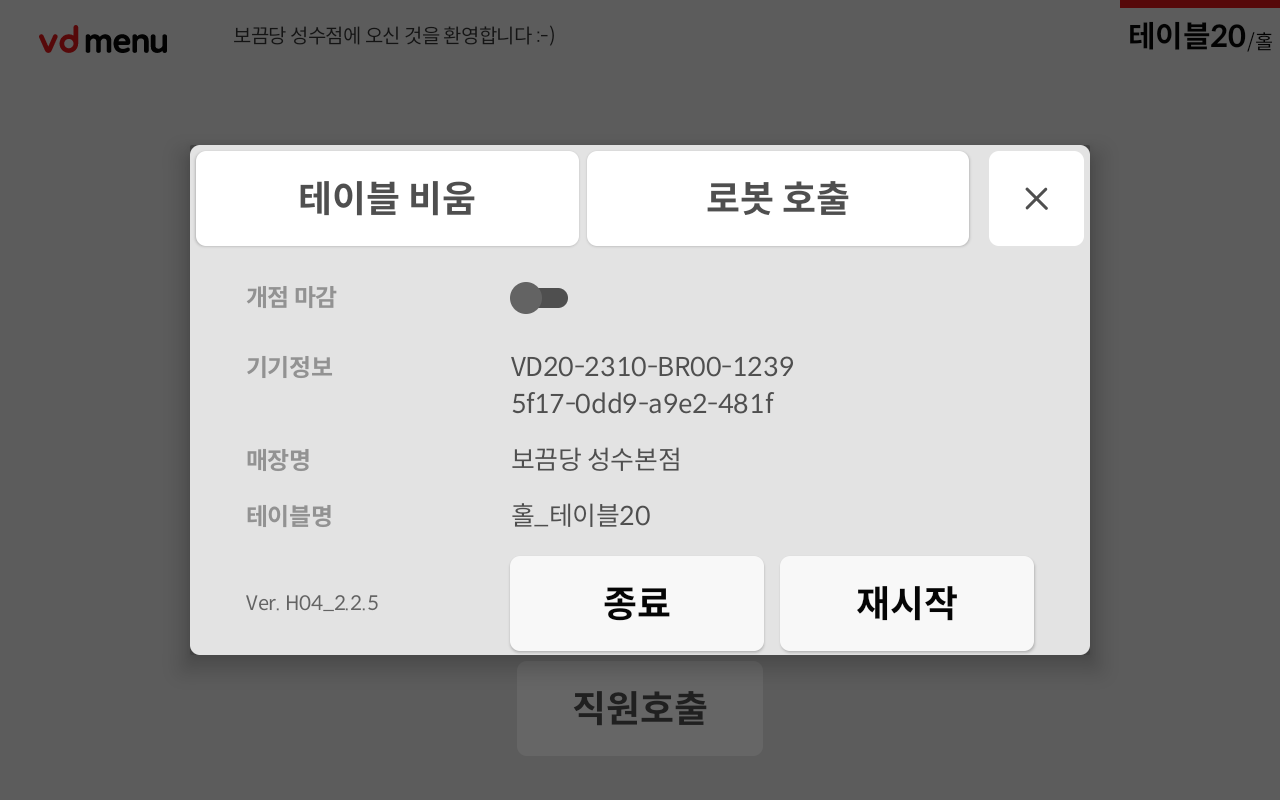 vd menu
보끔당 성수점에 오신 것을 환영합니다 :-)
테이블20/홀
테이블 비움
로봇 호출
개점 마감
기기정보
VD20-2310-BR00-1239
5f17-0dd9-a9e2-481f
매장명
보끔당 성수본점
테이블명
홀_테이블20
Ver. H04_2.2.5
종료
재시작
직원호출